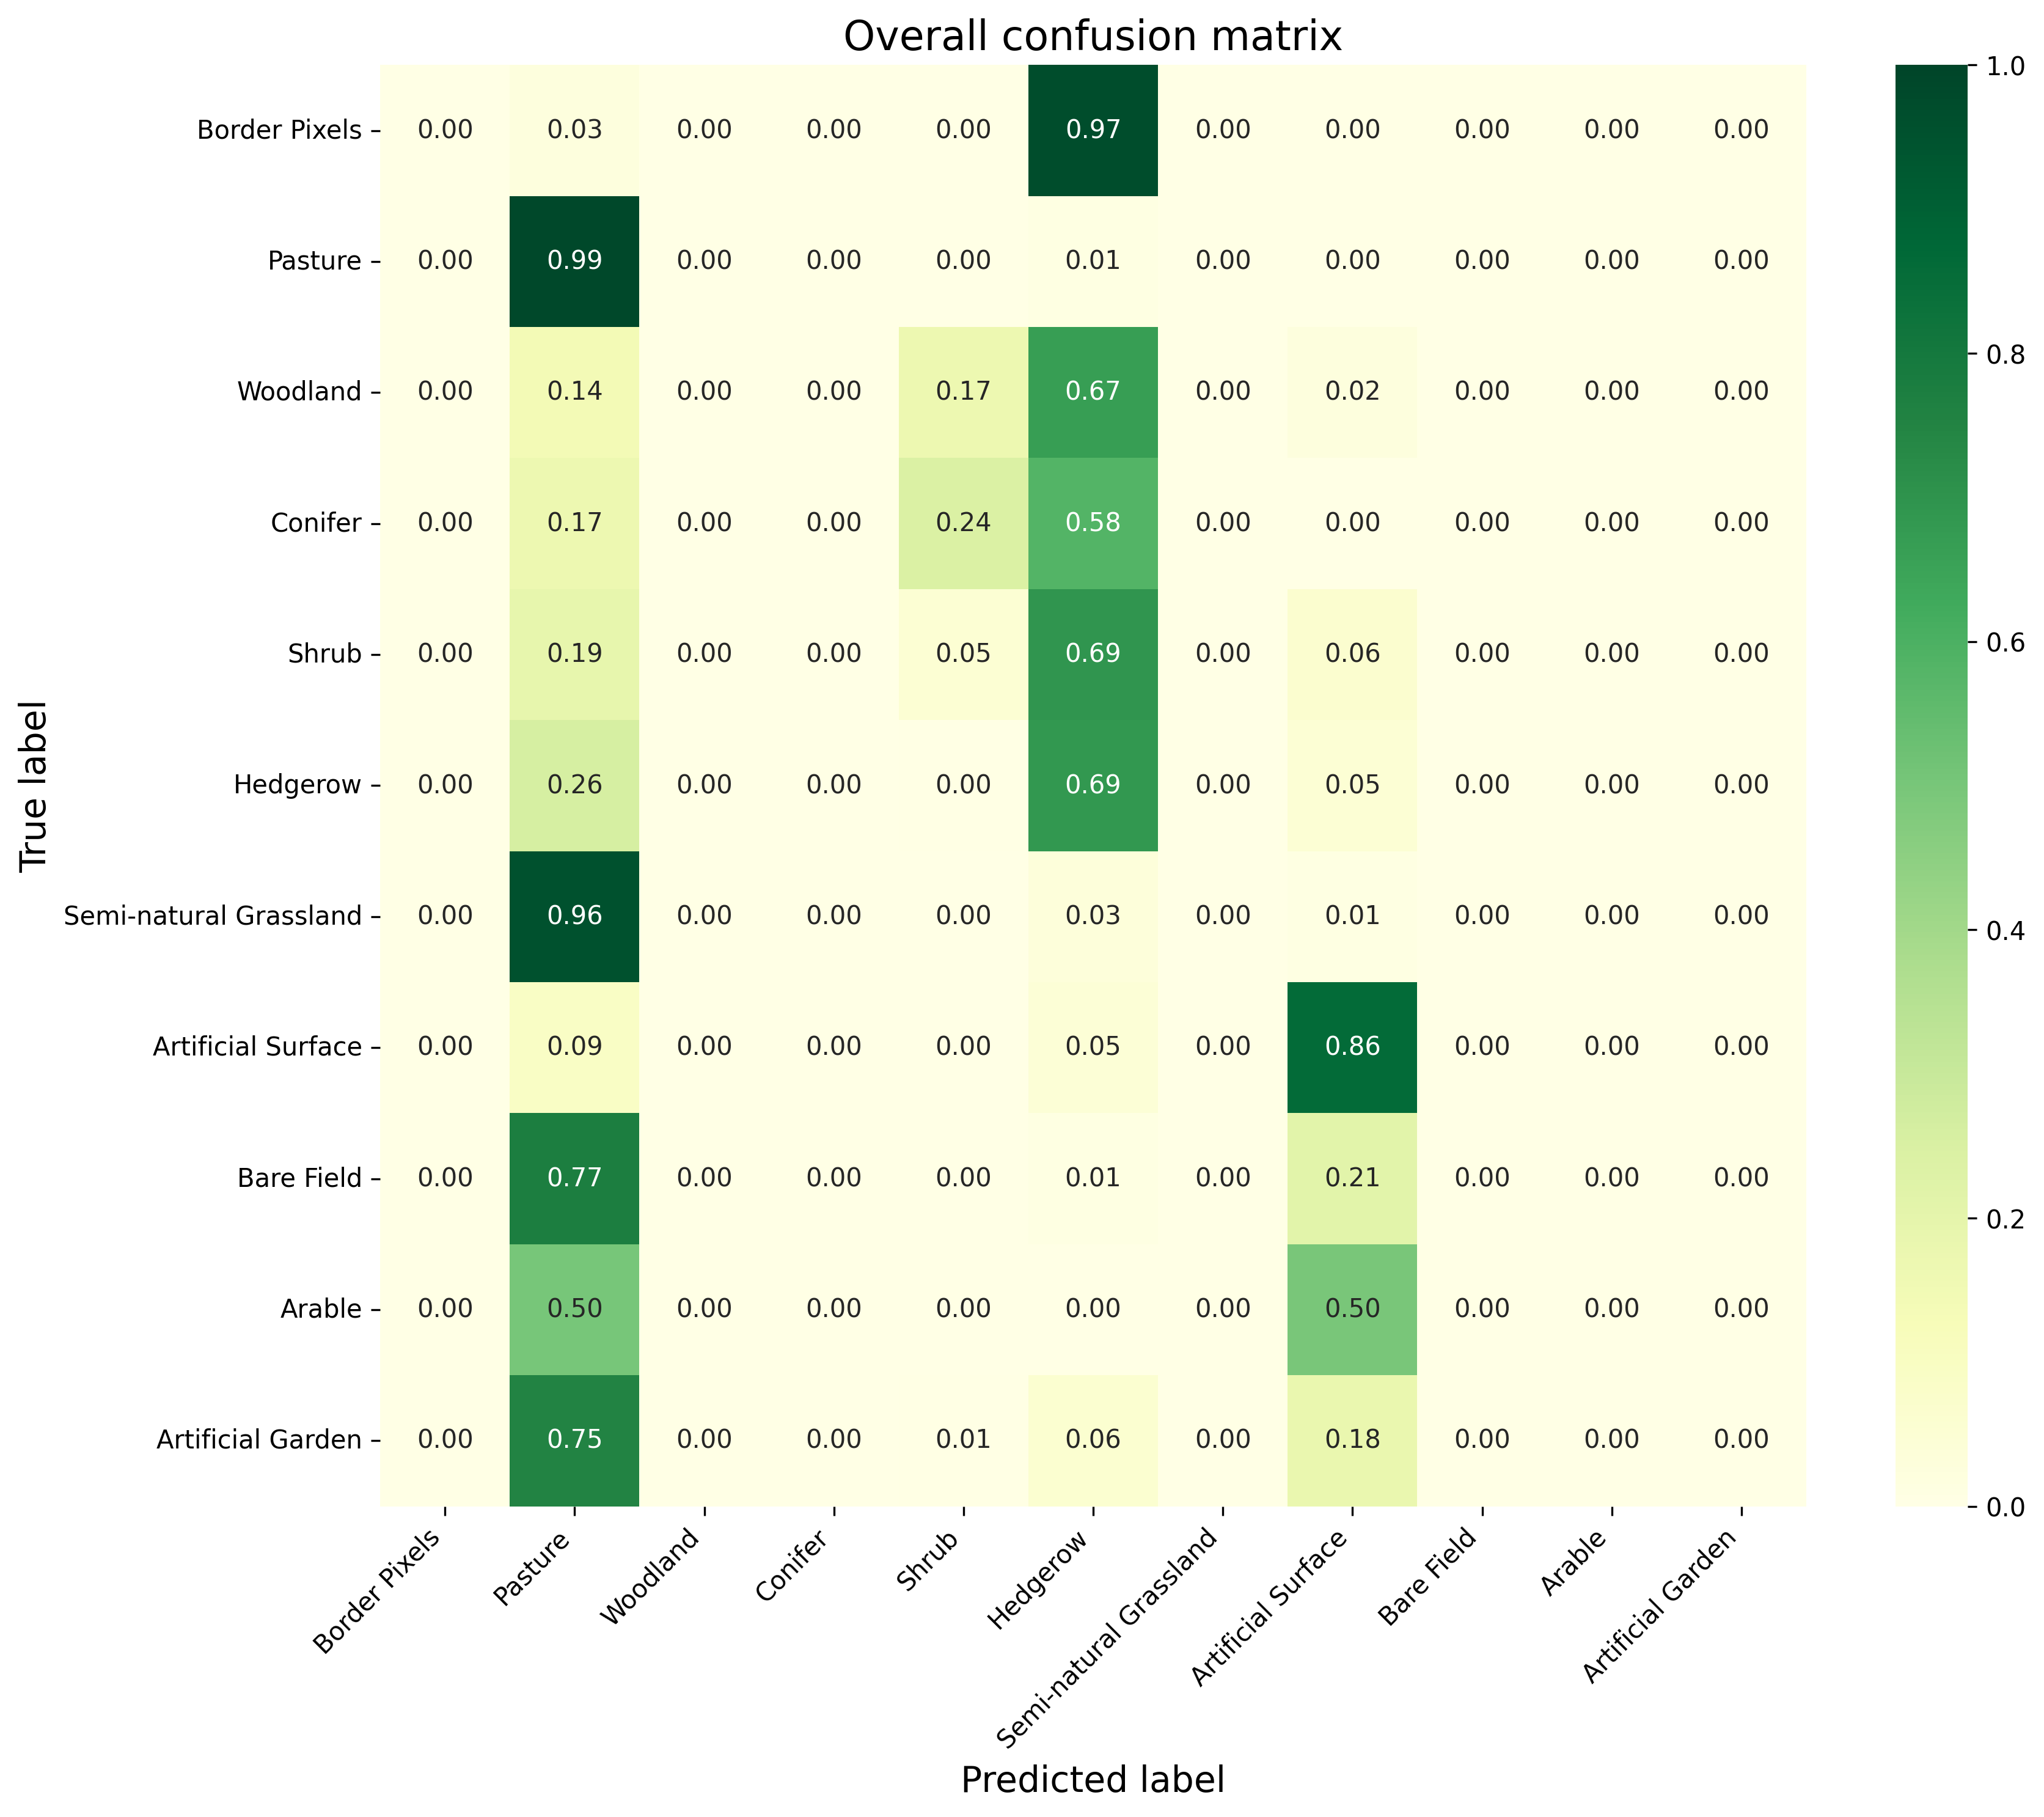 Overall confusion matrix
True label
Border Pixels 0.00 0.03 0.00 0.00 0.00 0.97 0.00 0.00 0.00 0.00 0.00
Pasture 0.00 0.99 0.00 0.00 0.00 0.01 0.00 0.00 0.00 0.00 0.00
Woodland 0.00 0.14 0.00 0.00 0.17 0.67 0.00 0.02 0.00 0.00 0.00
Conifer 0.00 0.17 0.00 0.00 0.24 0.58 0.00 0.00 0.00 0.00 0.00
Shrub 0.00 0.19 0.00 0.00 0.05 0.69 0.00 0.06 0.00 0.00 0.00
Hedgerow 0.00 0.26 0.00 0.00 0.00 0.69 0.00 0.05 0.00 0.00 0.00
Semi-natural Grassland 0.00 0.96 0.00 0.00 0.00 0.03 0.00 0.01 0.00 0.00 0.00
Artificial Surface 0.00 0.09 0.00 0.00 0.00 0.05 0.00 0.86 0.00 0.00 0.00
Bare Field 0.00 0.77 0.00 0.00 0.00 0.01 0.00 0.21 0.00 0.00 0.00
Arable 0.00 0.50 0.00 0.00 0.00 0.00 0.00 0.50 0.00 0.00 0.00
Artificial Garden 0.00 0.75 0.00 0.00 0.01 0.06 0.00 0.18 0.00 0.00 0.00
Border Pixels
Pasture
Woodland
Conifer
Shrub
Hedgerow
Semi-natural Grassland
Artificial Surface
Bare Field
Arable
Artificial Garden
Predicted label
1.0
0.8
0.6
0.4
0.2
0.0